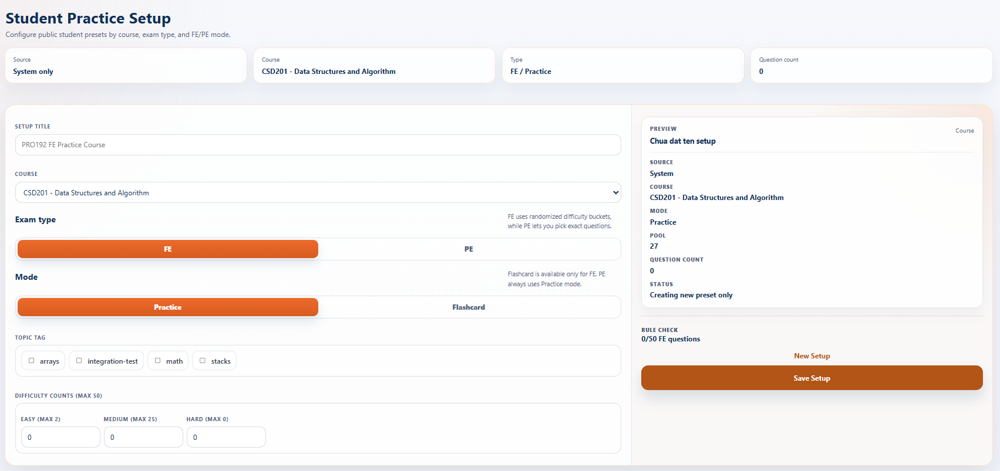 Student Practice Setup
Configure public student presets by course, exam type, and FE/PE mode.
Source
System only
Course
CSD201 - Data Structures and Algorithm
Type
FE / Practice
Question count
0
SETUP TITLE
PRO192 FE Practice Course
COURSE
CSD201 - Data Structures and Algorithm
Exam type
FE uses randomized difficulty buckets,
while PE lets you pick exact questions.
FE
PE
Mode
Flashcard is available only for FE. PE
always uses Practice mode.
Practice
Flashcard
TOPIC TAG
arrays
integration-test
math
stacks
DIFFICULTY COUNTS (MAX 50)
EASY (MAX 2)
MEDIUM (MAX 25)
HARD (MAX 0)
0
0
0
PREVIEW
Course
Chua dat ten setup
SOURCE
System
COURSE
CSD201 - Data Structures and Algorithm
MODE
Practice
POOL
27
QUESTION COUNT
0
STATUS
Creating new preset only
RULE CHECK
0/50 FE questions
New Setup
Save Setup